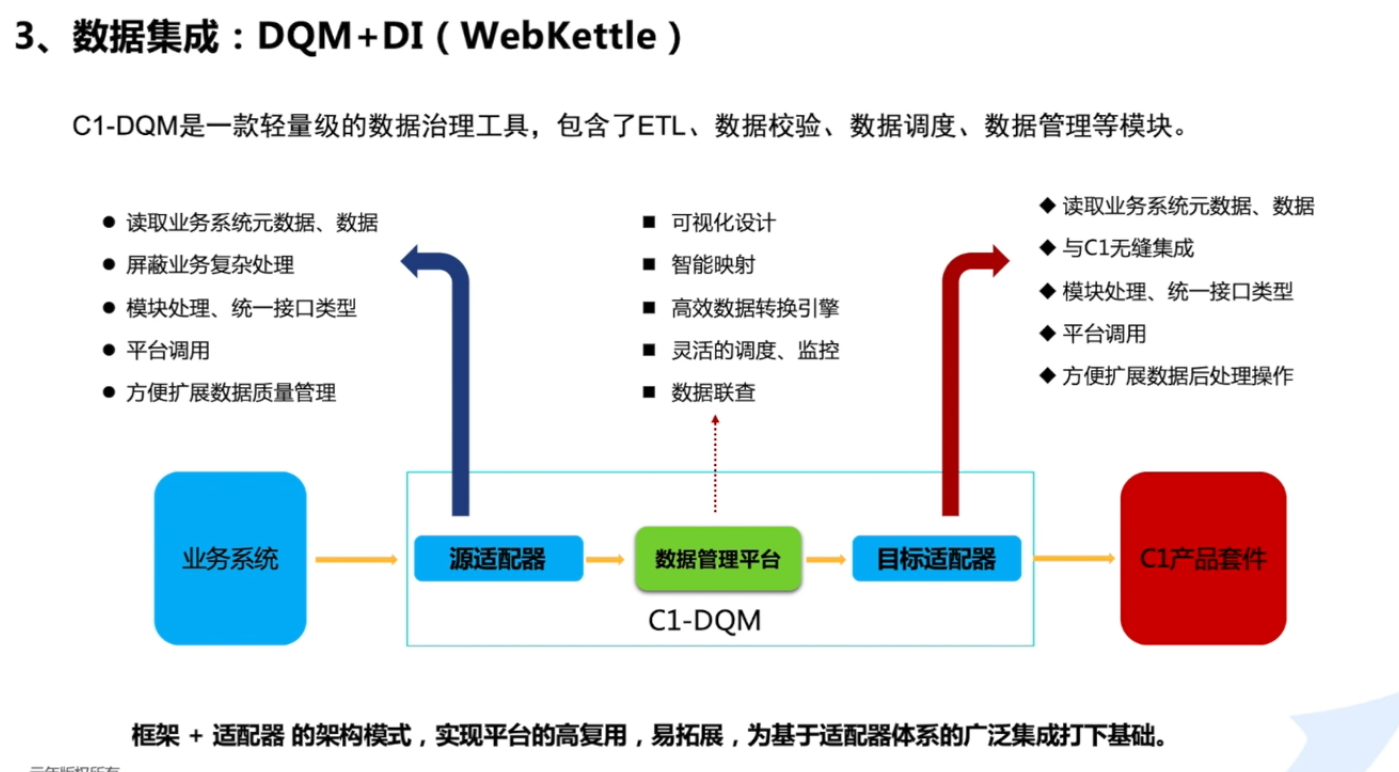 3、数据集成：DQM+DI（WebKettle）
C1-DQM是一款轻量级的数据治理工具，包含了ETL、数据校验、数据调度、数据管理等模块。
● 读取业务系统元数据、数据
● 屏蔽业务复杂处理
● 模块处理、统一接口类型
● 平台调用
● 方便扩展数据质量管理
■ 可视化设计
■ 智能映射
■ 高效数据转换引擎
■ 灵活的调度、监控
■ 数据联查
◆ 读取业务系统元数据、数据
◆ 与C1无缝集成
◆ 模块处理、统一接口类型
◆ 平台调用
◆ 方便扩展数据后处理操作
业务系统
源适配器
数据管理平台
目标适配器
C1产品套件
C1-DQM
框架 + 适配器 的架构模式，实现平台的高复用，易拓展，为基于适配器体系的广泛集成打下基础。
元年版权所有